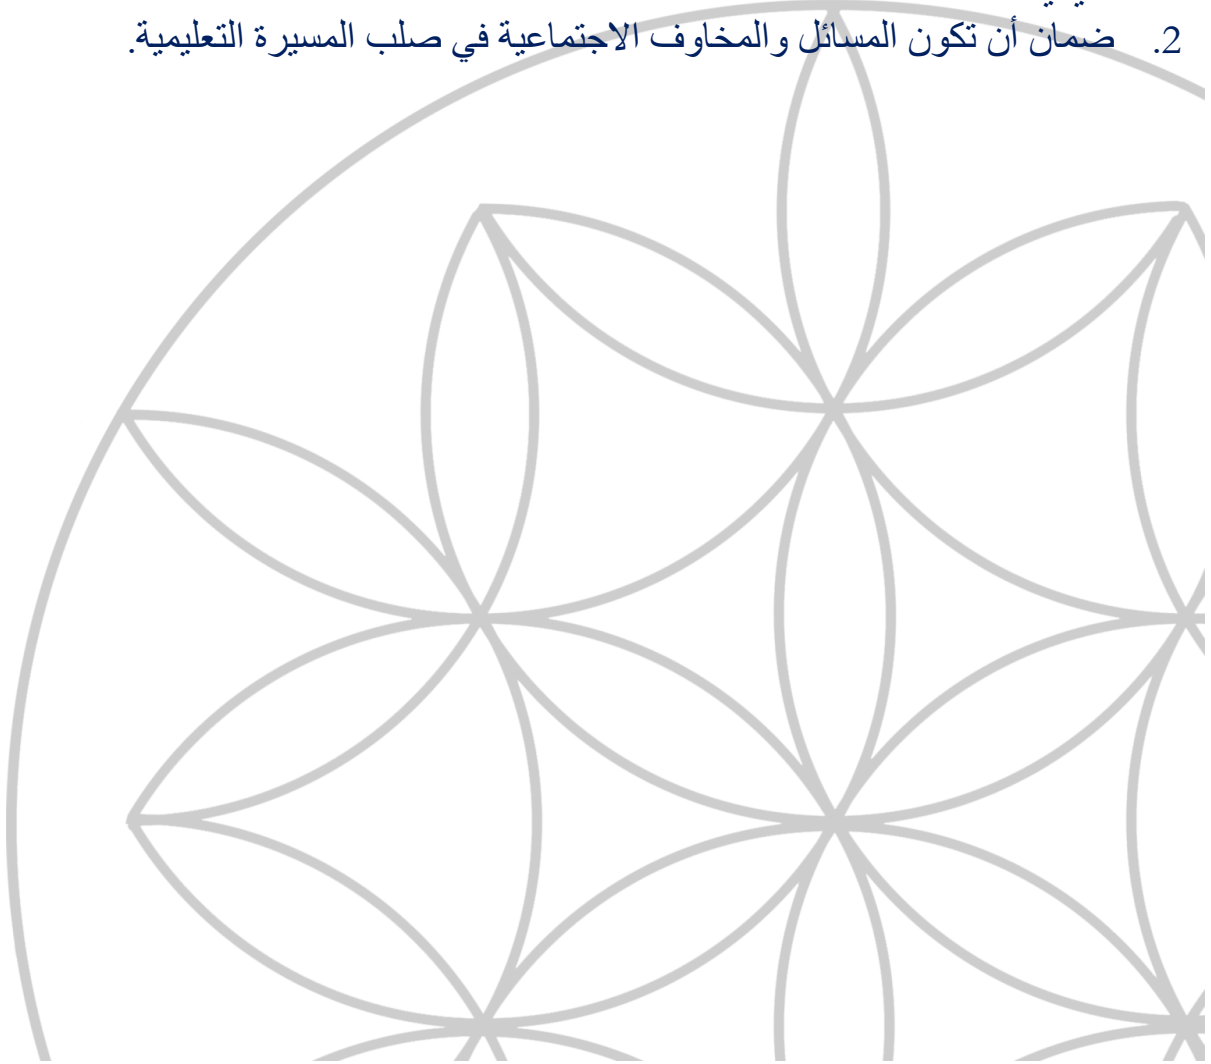 2. ضمان أن تكون المسائل والمخاوف الاجتماعية في صلب المسيرة التعليمية.